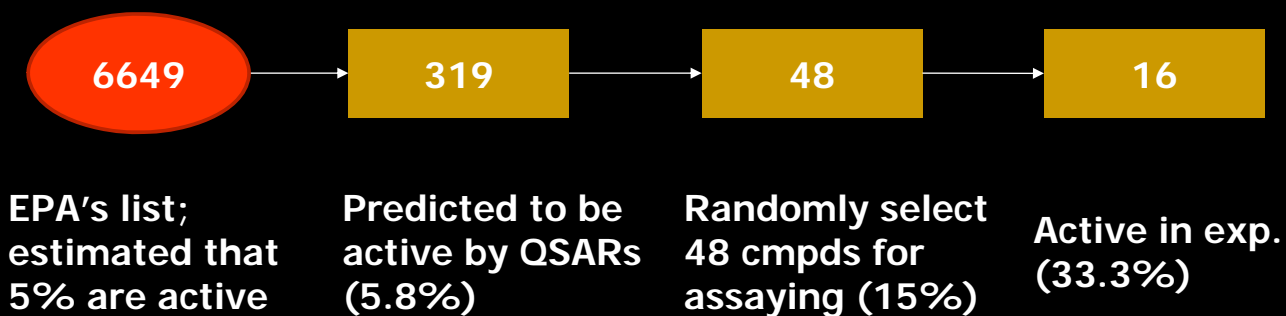 6649
319
48
16
EPA's list;
estimated that
5% are active
Predicted to be
active by QSARs
(5.8%)
Randomly select
48 cmpds for
assaying (15%)
Active in exp.
(33.3%)